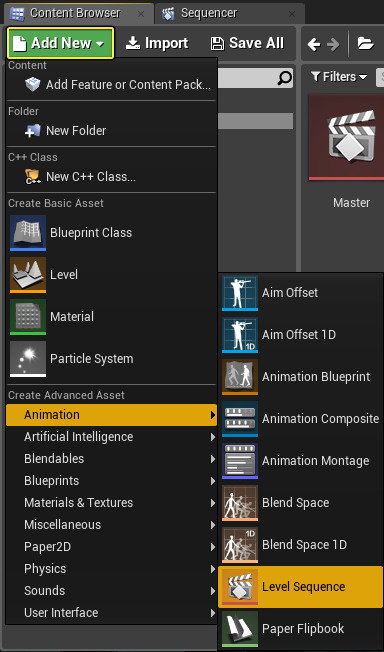 Content Browser
Sequencer
Add New
Import
Save All
Content
Add Feature or Content Pack...
Folder
New Folder
C++ Class
New C++ Class...
Create Basic Asset
Blueprint Class
Level
Material
Particle System
Create Advanced Asset
Animation
Artificial Intelligence
Blendables
Blueprints
Materials & Textures
Miscellaneous
Paper2D
Physics
Sounds
User Interface
Filters
Master
Aim Offset
Aim Offset 1D
1D
Animation Blueprint
Animation Composite
Animation Montage
Blend Space
Blend Space 1D
1D
Level Sequence
Paper Flipbook